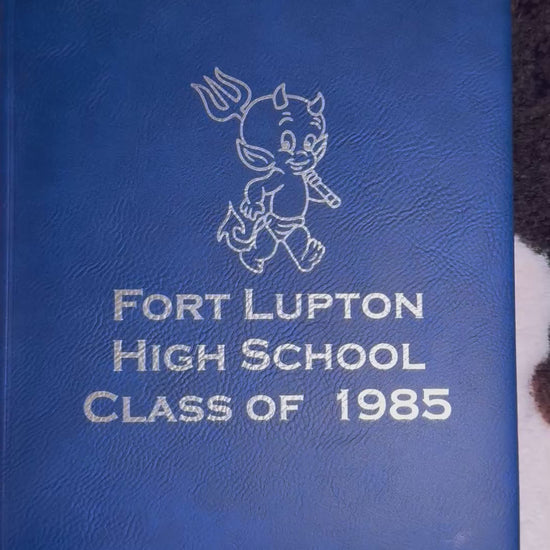 FORT LUPTON
HIGH SCHOOL
CLASS OF 1985